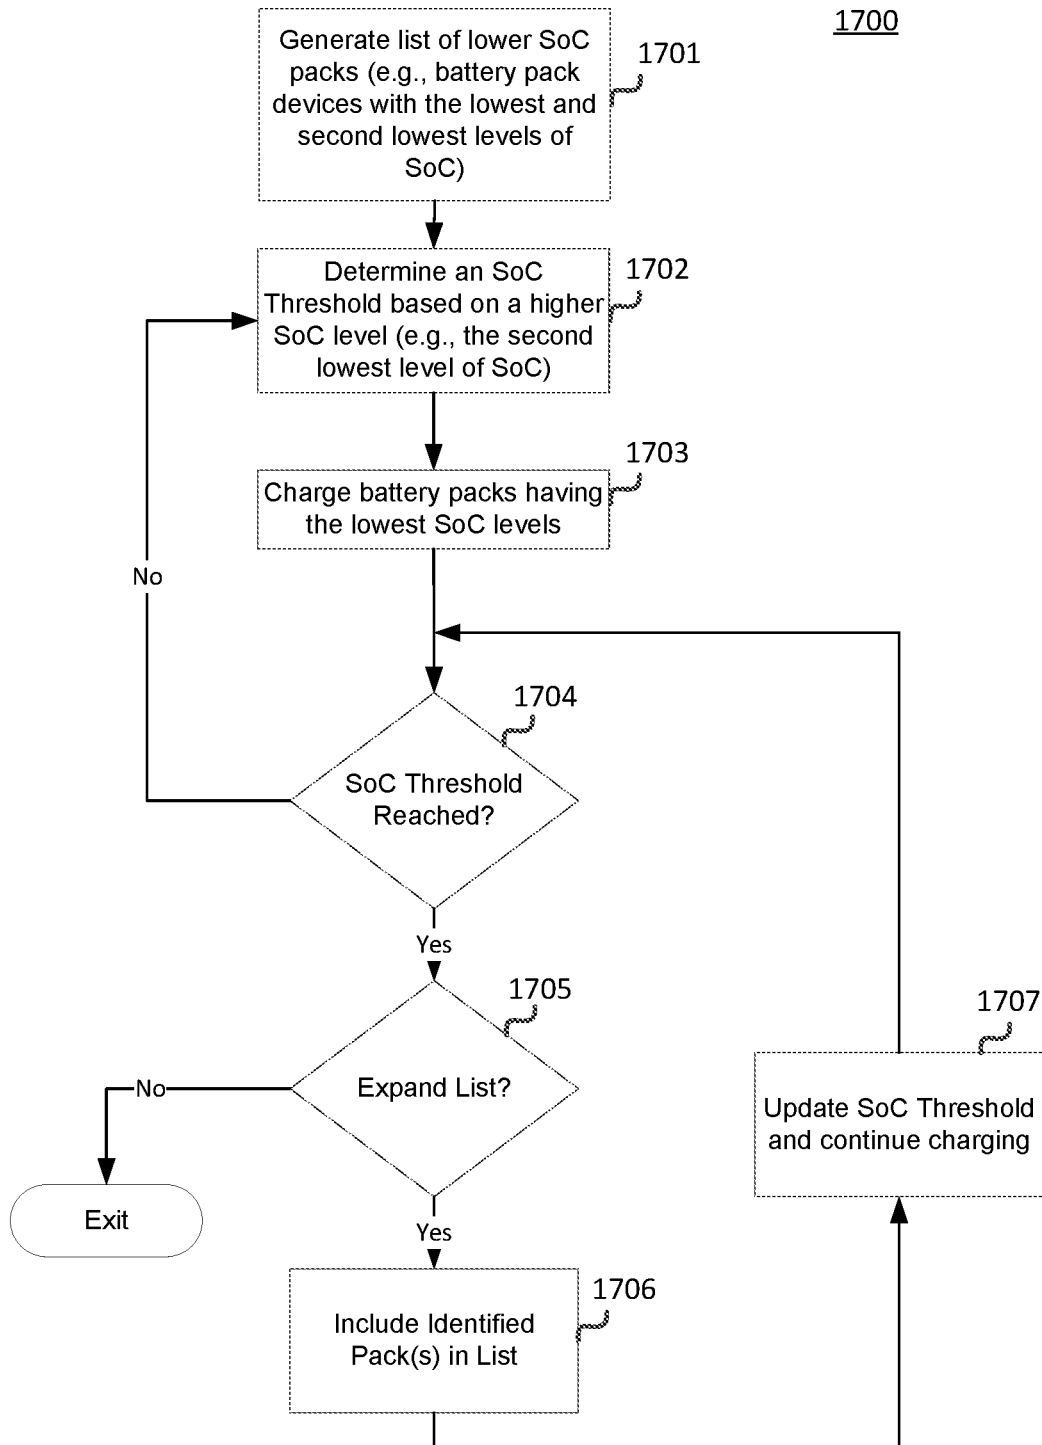 1700
Generate list of lower SoC
packs (e.g., battery pack
devices with the lowest and
second lowest levels of
SoC)
1701
Determine an SoC
Threshold based on a higher
SoC level (e.g., the second
lowest level of SoC)
1702
Charge battery packs having
the lowest SoC levels
1703
No
SoC Threshold
Reached?
1704
Yes
Expand List?
1705
No
Exit
Yes
Include Identified
Pack(s) in List
1706
Update SoC Threshold
and continue charging
1707